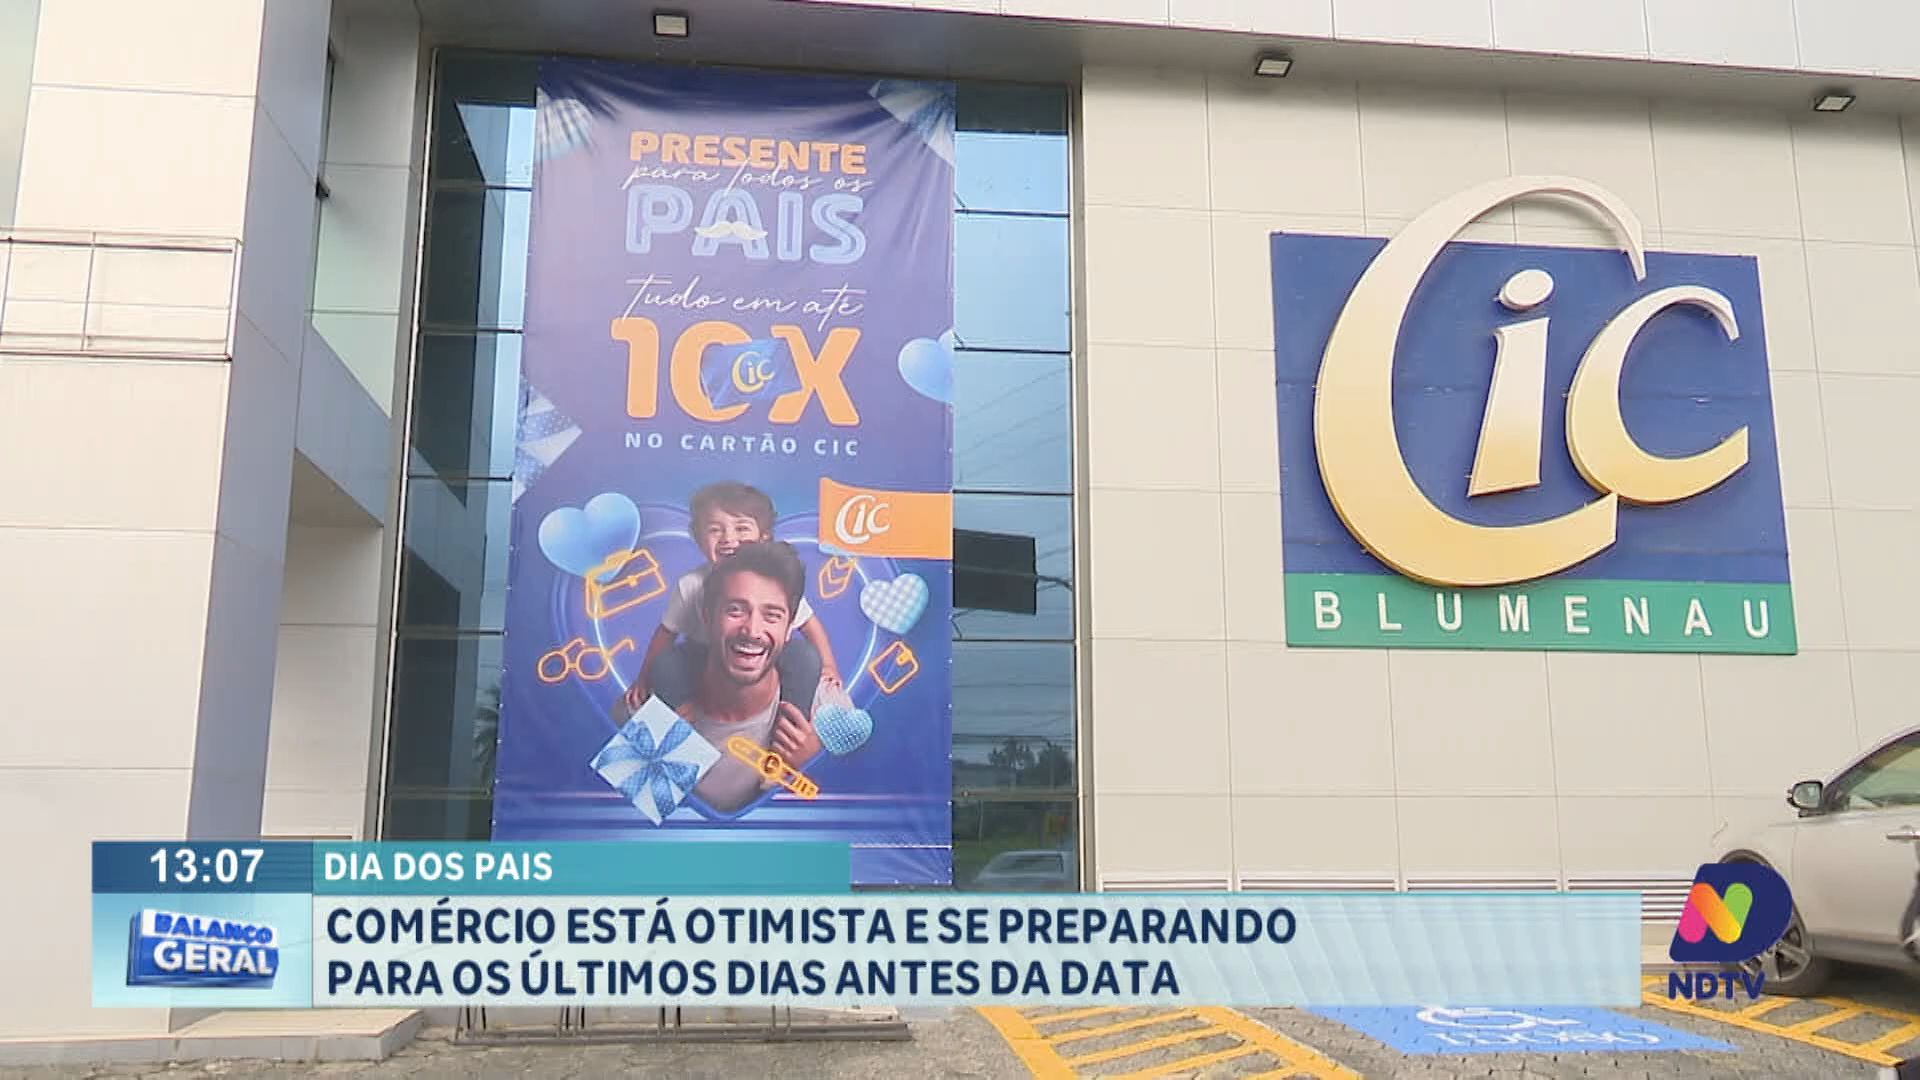 PRESENTE
para todos os
PAIS
tudo em até
10X
Cic
NO CARTÃO CIC
Cic
Cic
BLUMENAU
13:07 DIA DOS PAIS
BALANÇO
GERAL
COMÉRCIO ESTÁ OTIMISTA E SE PREPARANDO
PARA OS ÚLTIMOS DIAS ANTES DA DATA
NDTV